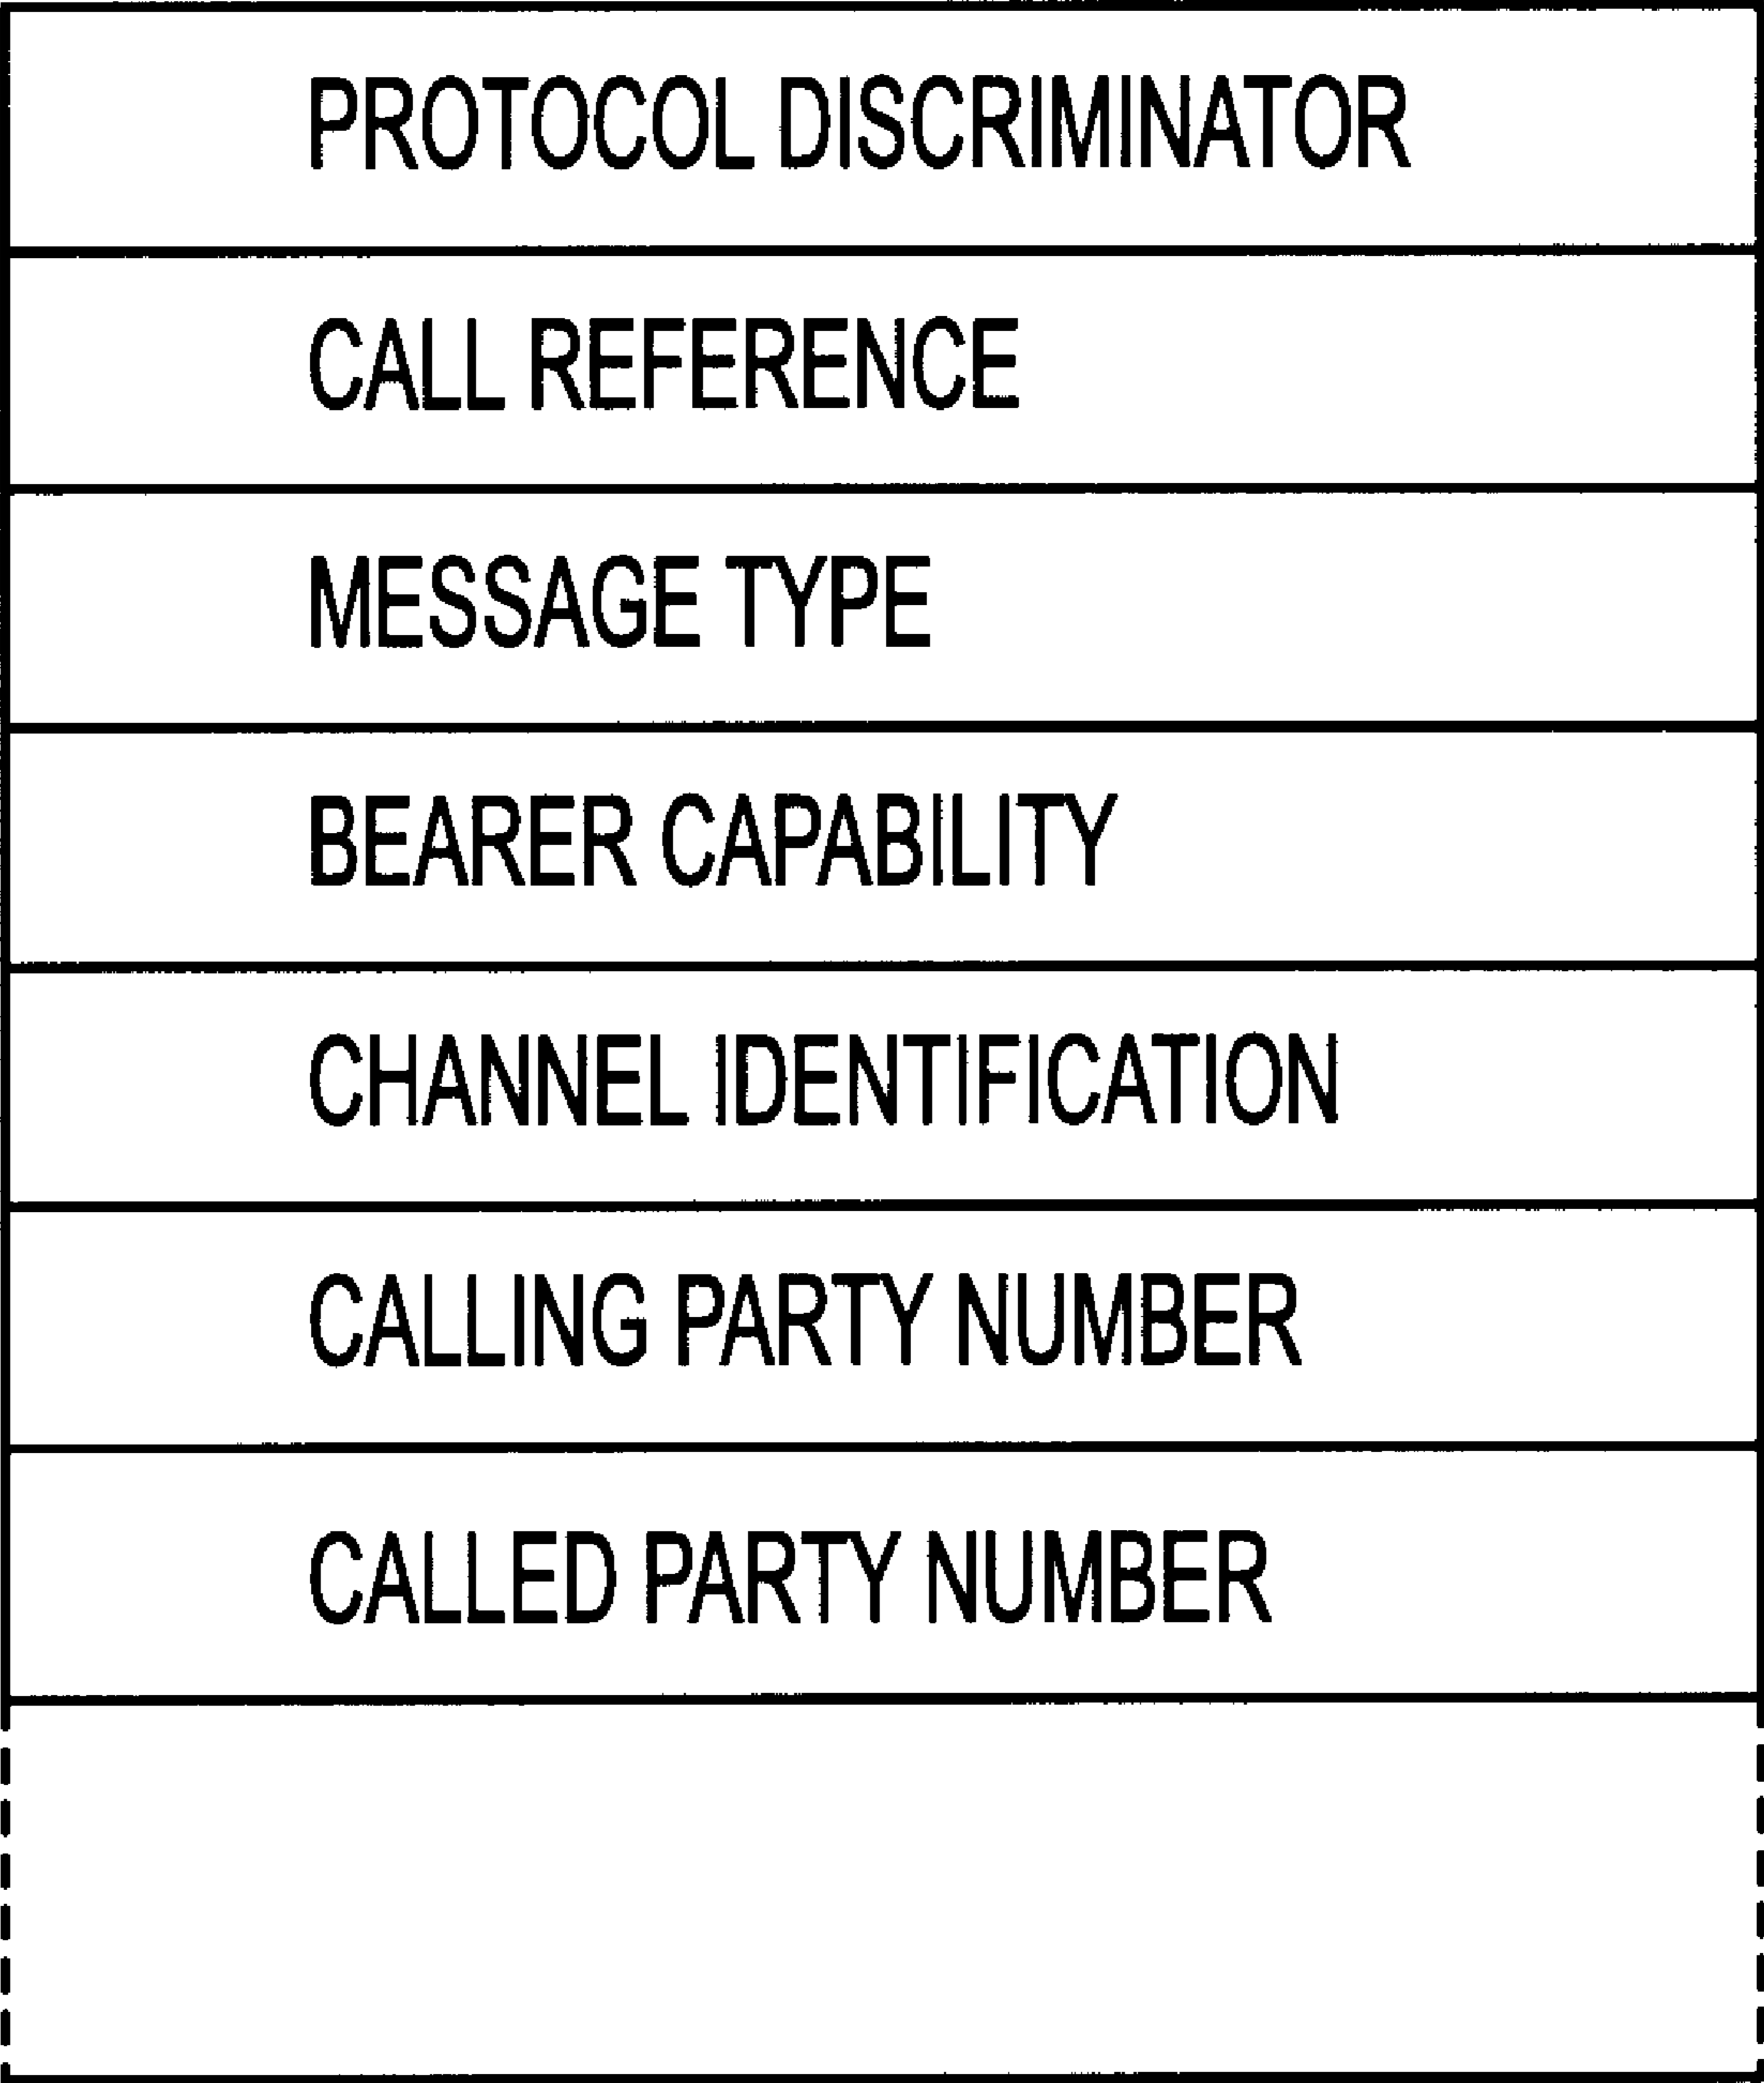 PROTOCOL DISCRIMINATOR
CALL REFERENCE
MESSAGE TYPE
BEARER CAPABILITY
CHANNEL IDENTIFICATION
CALLING PARTY NUMBER
CALLED PARTY NUMBER